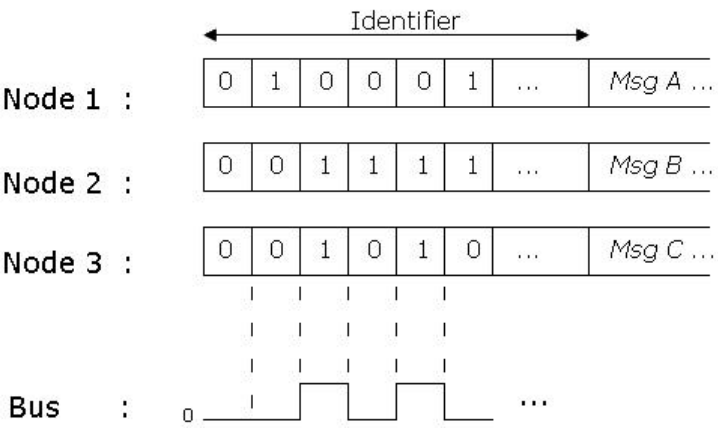 Identifier
Node 1 : 0 1 0 0 0 1 ... Msg A ...
Node 2 : 0 0 1 1 1 1 ... Msg B ...
Node 3 : 0 0 1 0 1 0 ... Msg C ...
Bus : 0 ...